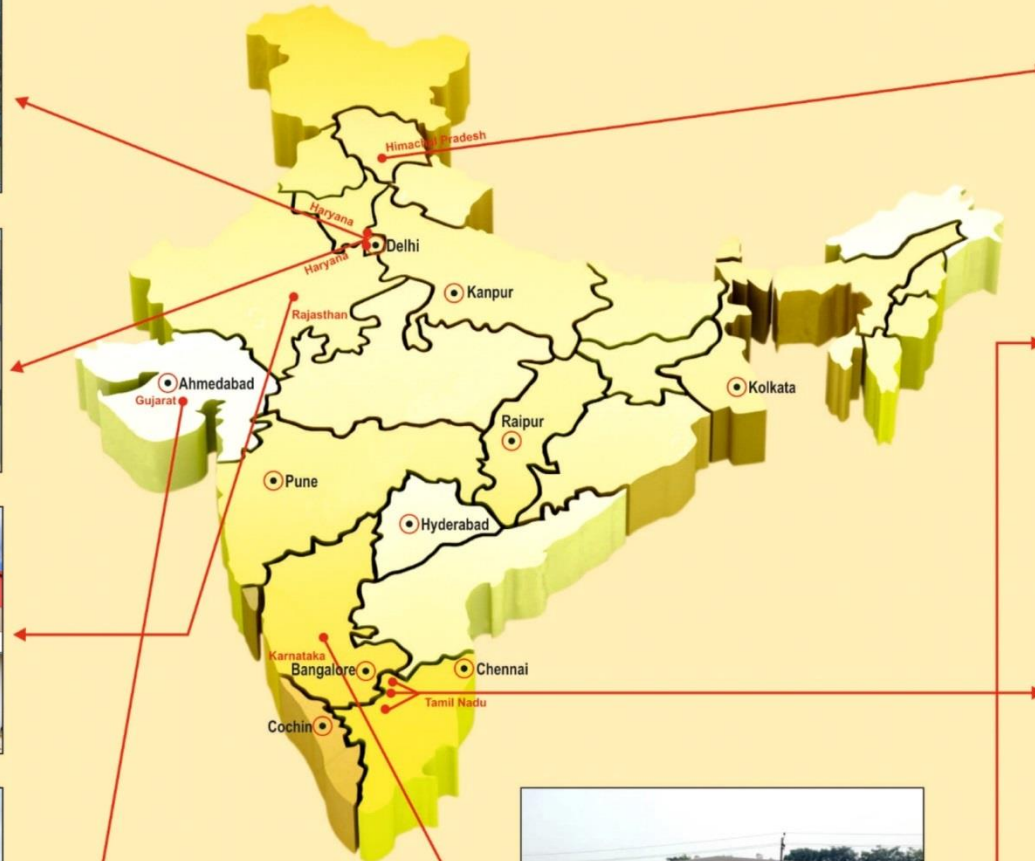 Himachal Pradesh
Haryana
Delhi
Haryana
Kanpur
Rajasthan
Ahmedabad
Gujarat
Kolkata
Raipur
Pune
Hyderabad
Karnataka
Bangalore
Chennai
Tamil Nadu
Cochin